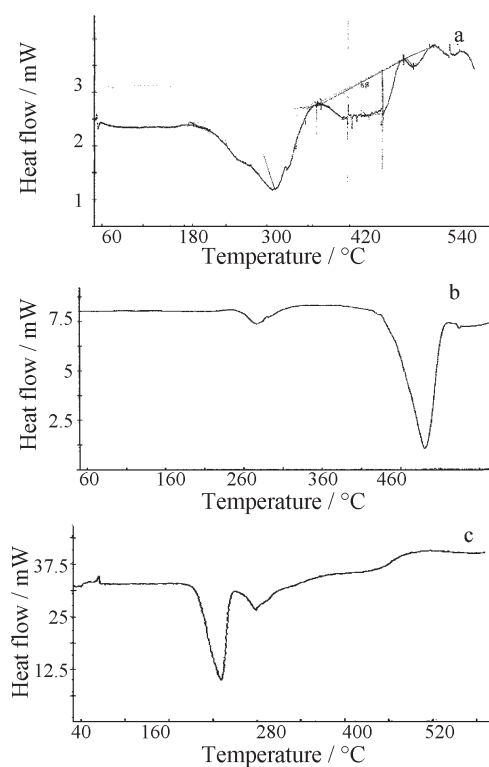 a
Heat flow / mW
3
2
1
60 180 300 420 540
Temperature / °C
b
Heat flow / mW
7.5
5
2.5
60 160 260 360 460
Temperature / °C
c
Heat flow / mW
37.5
25
12.5
40 160 280 400 520
Temperature / °C